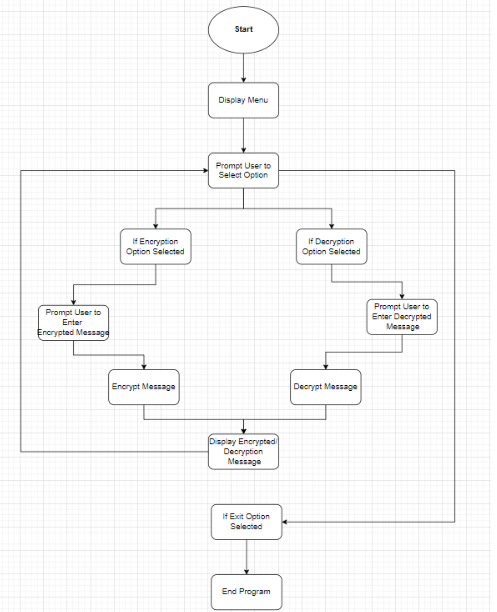 Start
Display Menu
Prompt User to
Select Option
If Encryption
Option Selected
If Decryption
Option Selected
Prompt User to
Enter
Encrypted Message
Prompt User to
Enter Decrypted
Message
Encrypt Message
Decrypt Message
Display Encrypted/
Decryption
Message
If Exit Option
Selected
End Program